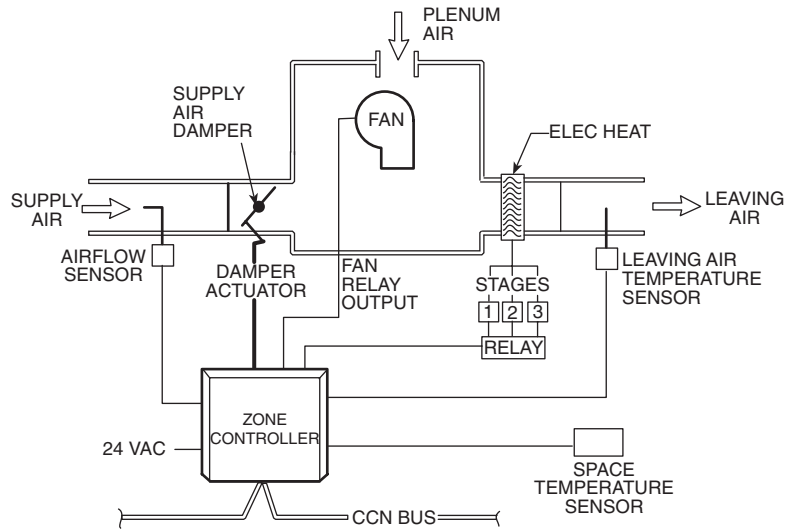 PLENUM
AIR
SUPPLY
AIR
DAMPER
FAN
ELEC HEAT
SUPPLY
AIR
LEAVING
AIR
AIRFLOW
SENSOR
DAMPER
ACTUATOR
FAN
RELAY
OUTPUT
STAGES
1 2 3
RELAY
LEAVING AIR
TEMPERATURE
SENSOR
ZONE
CONTROLLER
24 VAC
SPACE
TEMPERATURE
SENSOR
CCN BUS